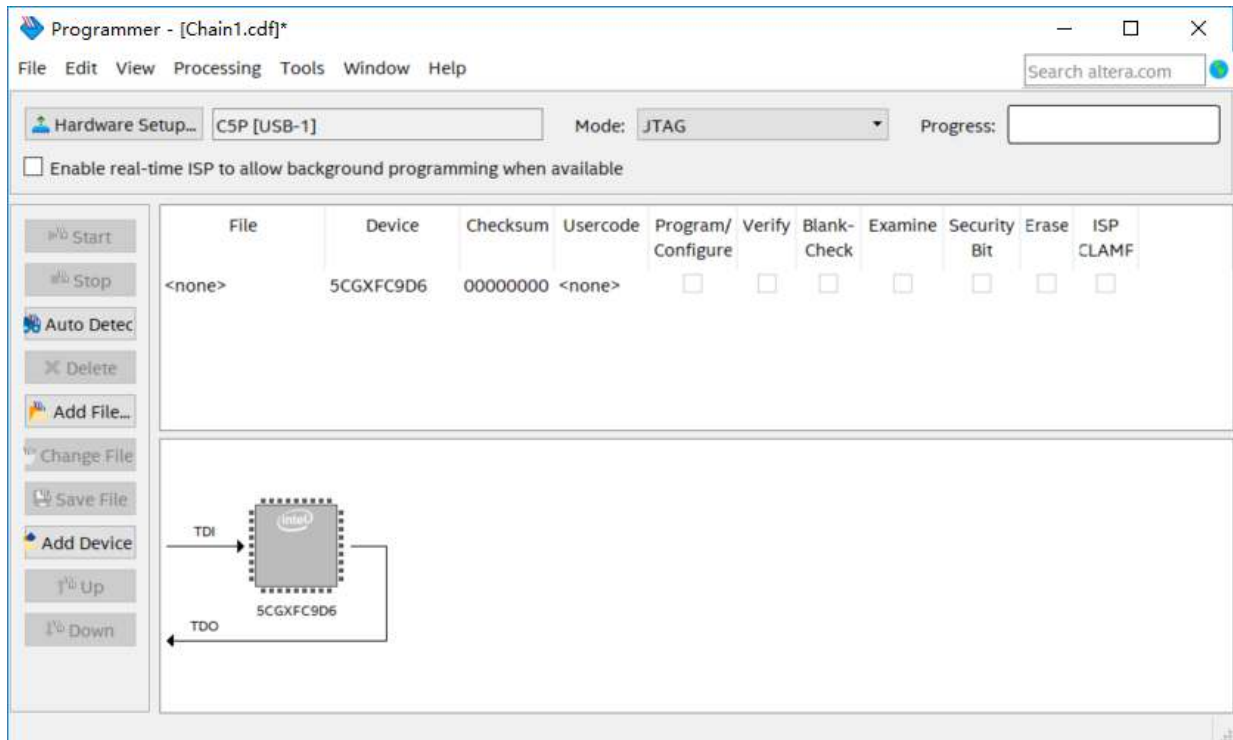 Programmer - [Chain1.cdf]*
File Edit View Processing Tools Window Help
Search altera.com
Hardware Setup... C5P [USB-1] Mode: JTAG Progress:
Enable real-time ISP to allow background programming when available
Start
Stop
Auto Detec
Delete
Add File...
Change File
Save File
Add Device
Up
Down
File Device Checksum Usercode Program/ Verify Blank- Examine Security Erase ISP
Configure Check Bit CLAMP
<none> 5CGXFC9D6 00000000 <none>
intel
TDI
5CGXFC9D6
TDO